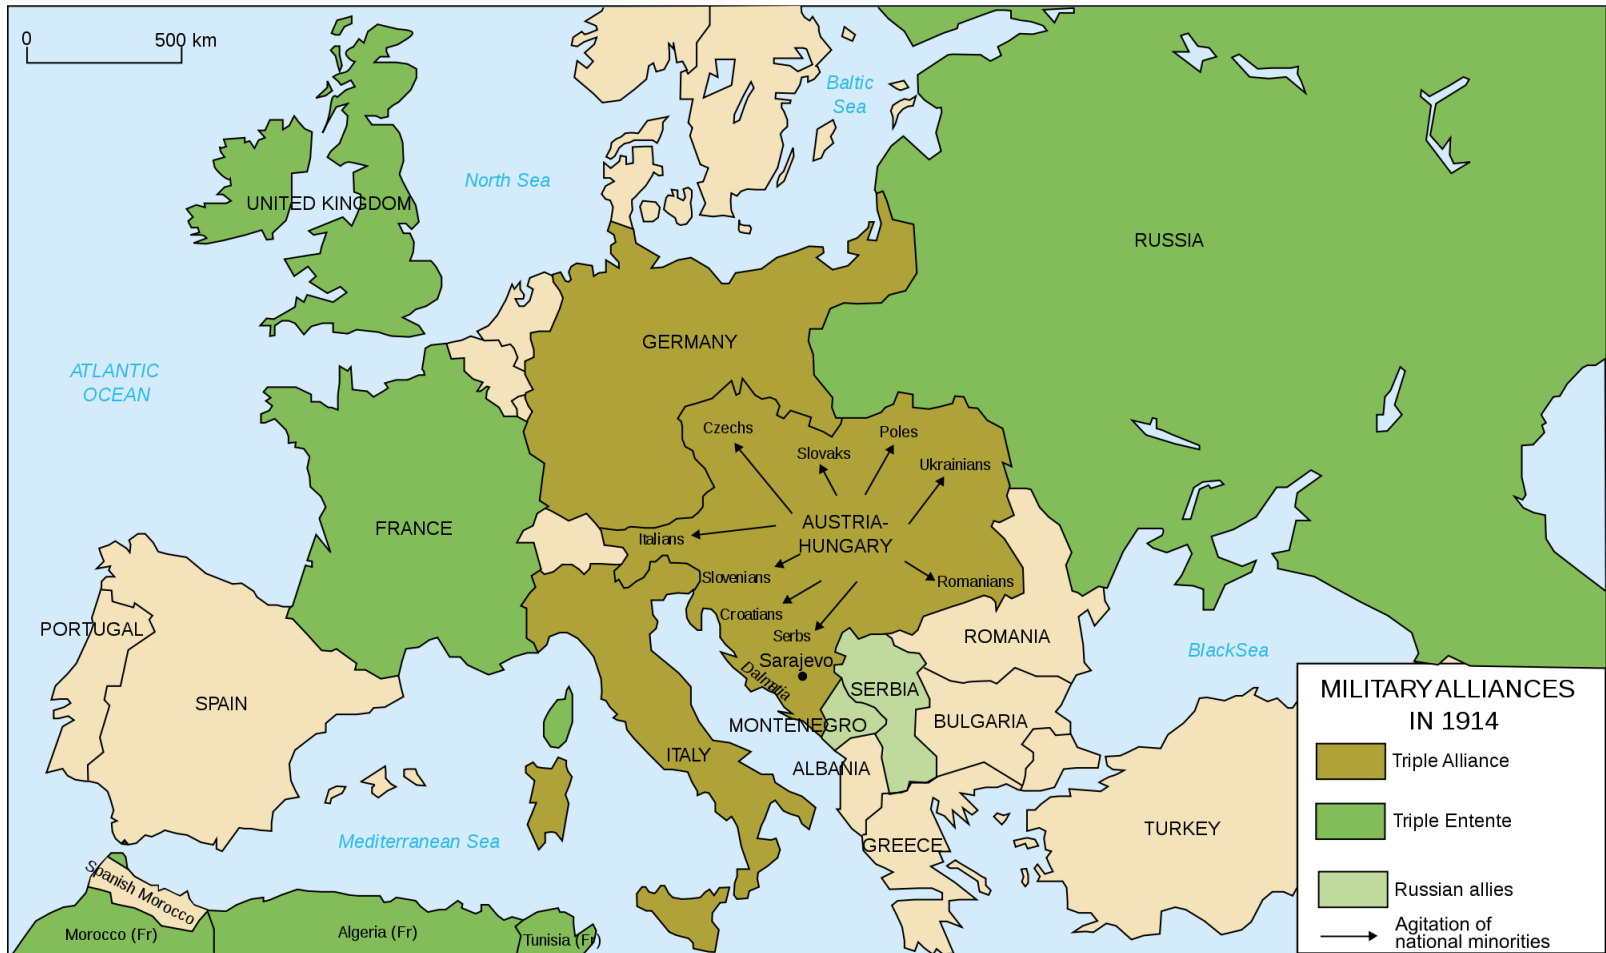 0
500 km
Baltic
Sea
North Sea
UNITED KINGDOM
RUSSIA
GERMANY
ATLANTIC
OCEAN
Czechs
Poles
Slovaks
Ukrainians
FRANCE
AUSTRIA-
HUNGARY
Italians
Slovenians
Romanians
Croatians
Serbs
PORTUGAL
ROMANIA
BlackSea
Sarajevo
Dalmatia
SERBIA
SPAIN
MONTENEGRO
BULGARIA
ITALY
ALBANIA
TURKEY
Mediterranean Sea
GREECE
Spanish Morocco
Morocco (Fr)
Algeria (Fr)
Tunisia (Fr)
MILITARY ALLIANCES
IN 1914
Triple Alliance
Triple Entente
Russian allies
Agitation of
national minorities